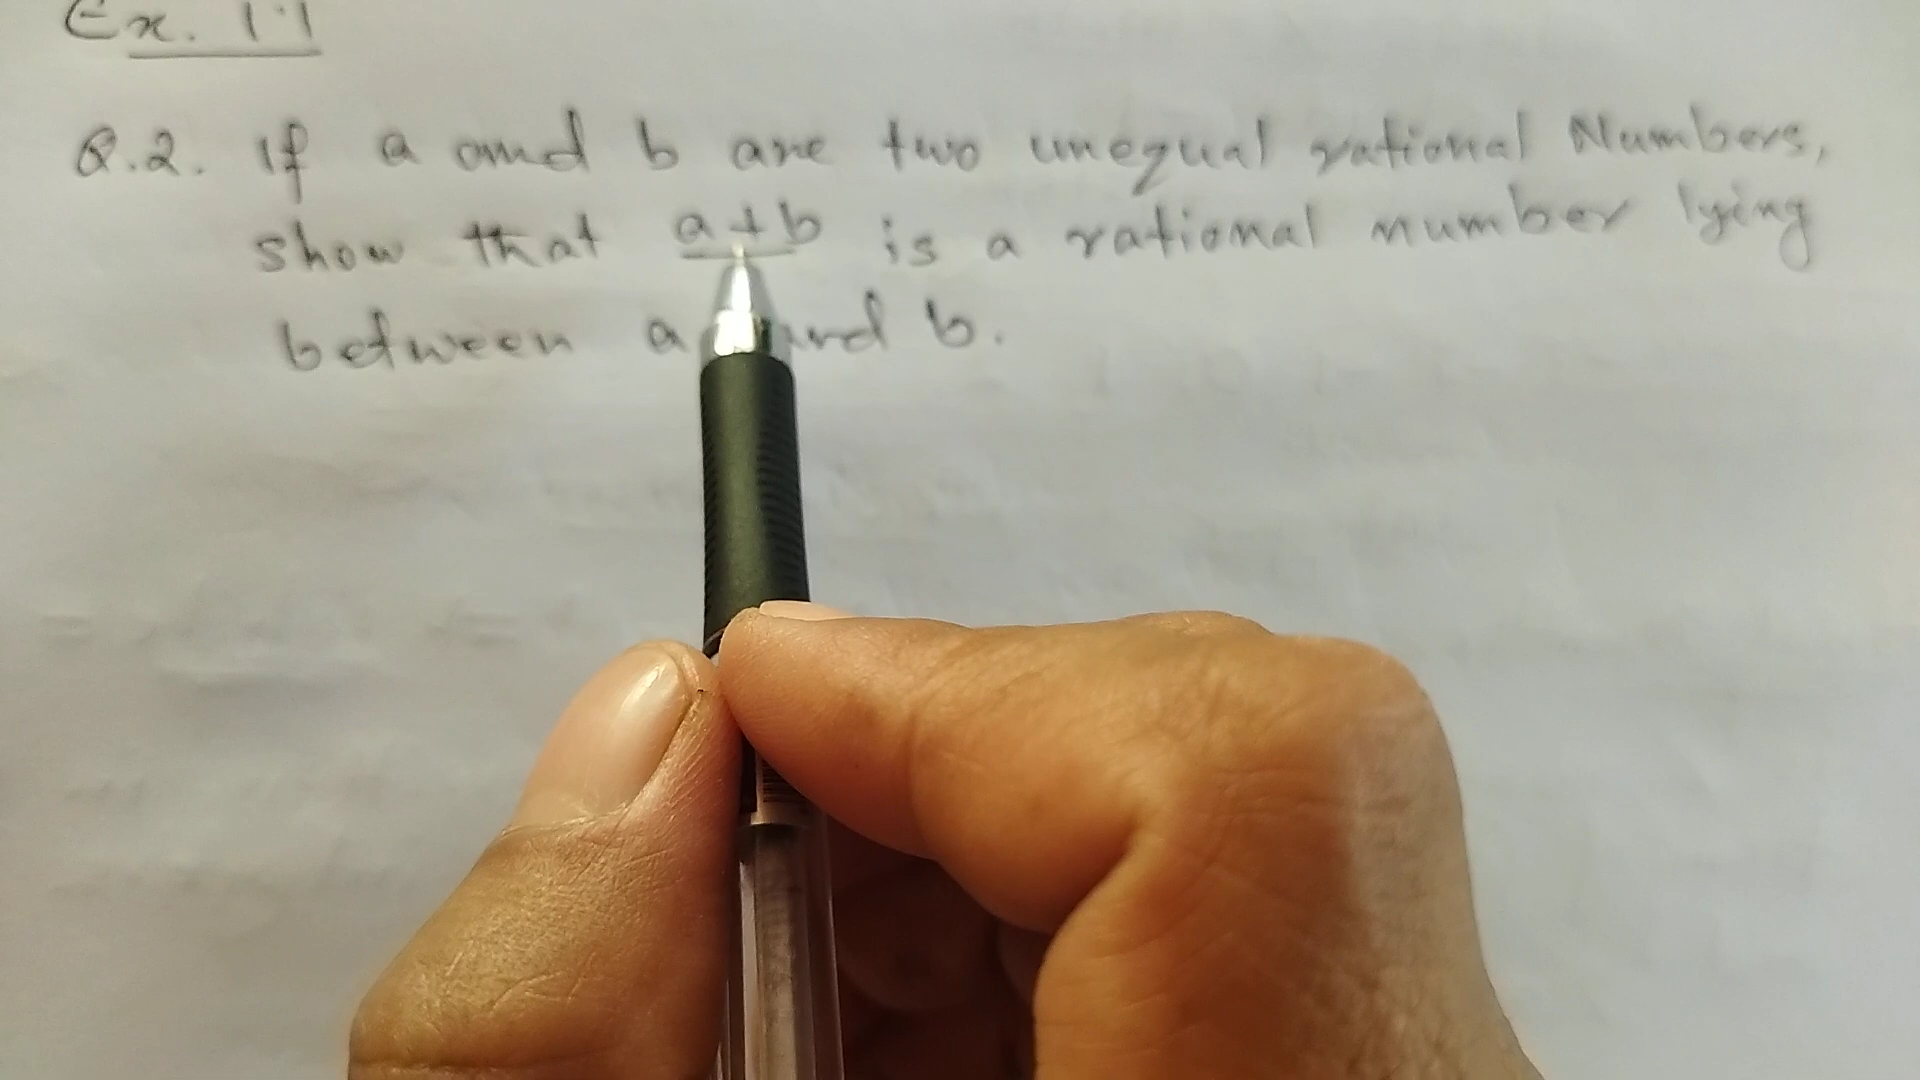 Ex. 1.1
Q.2. If a and b are two unequal rational Numbers,
show that a+b is a rational number lying
between a and b.